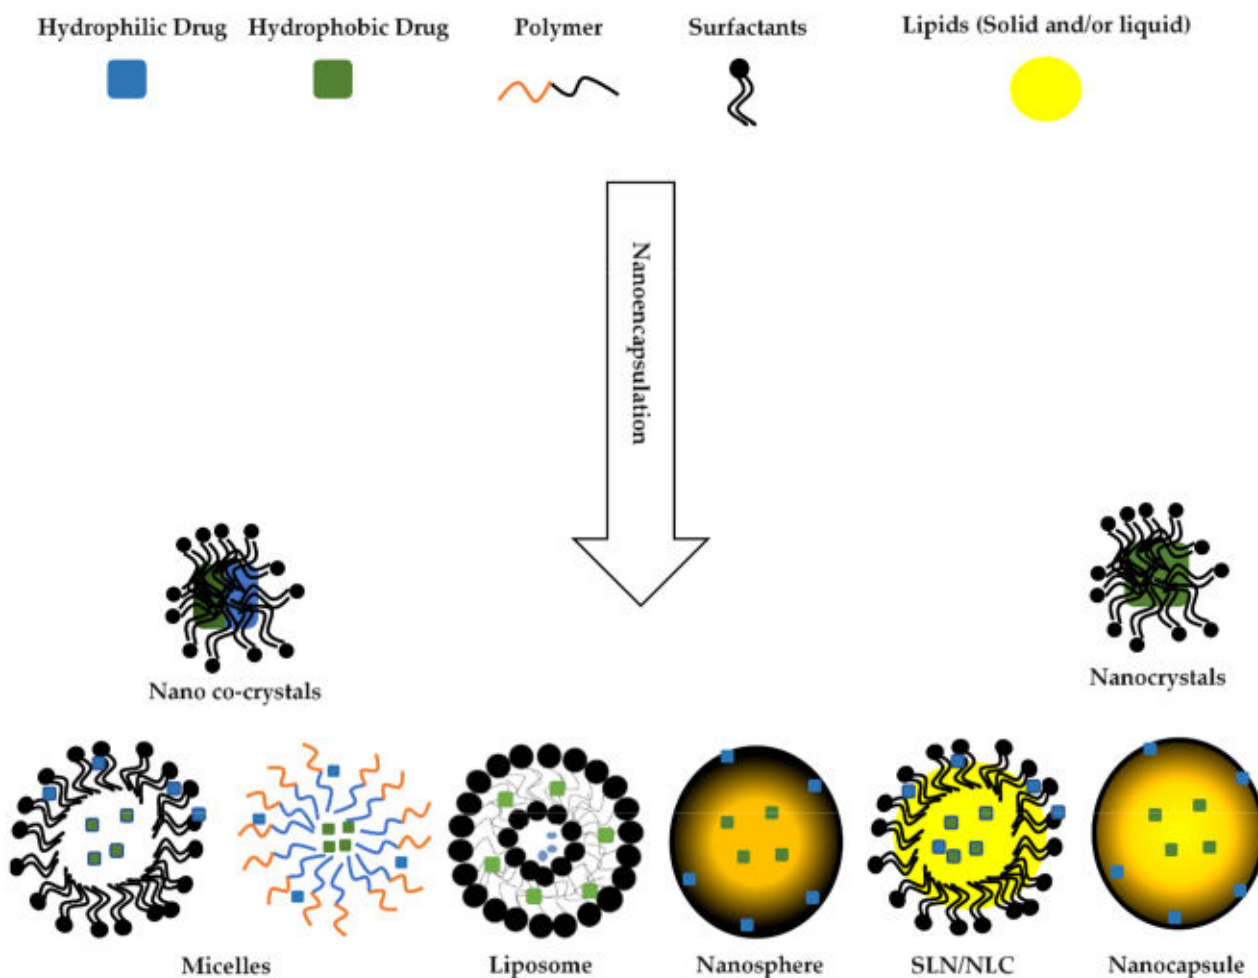 Hydrophilic Drug
Hydrophobic Drug
Polymer
Surfactants
Lipids (Solid and/or liquid)
Nanoencapsulation
Nano co-crystals
Nanocrystals
Micelles
Liposome
Nanosphere
SLN/NLC
Nanocapsule